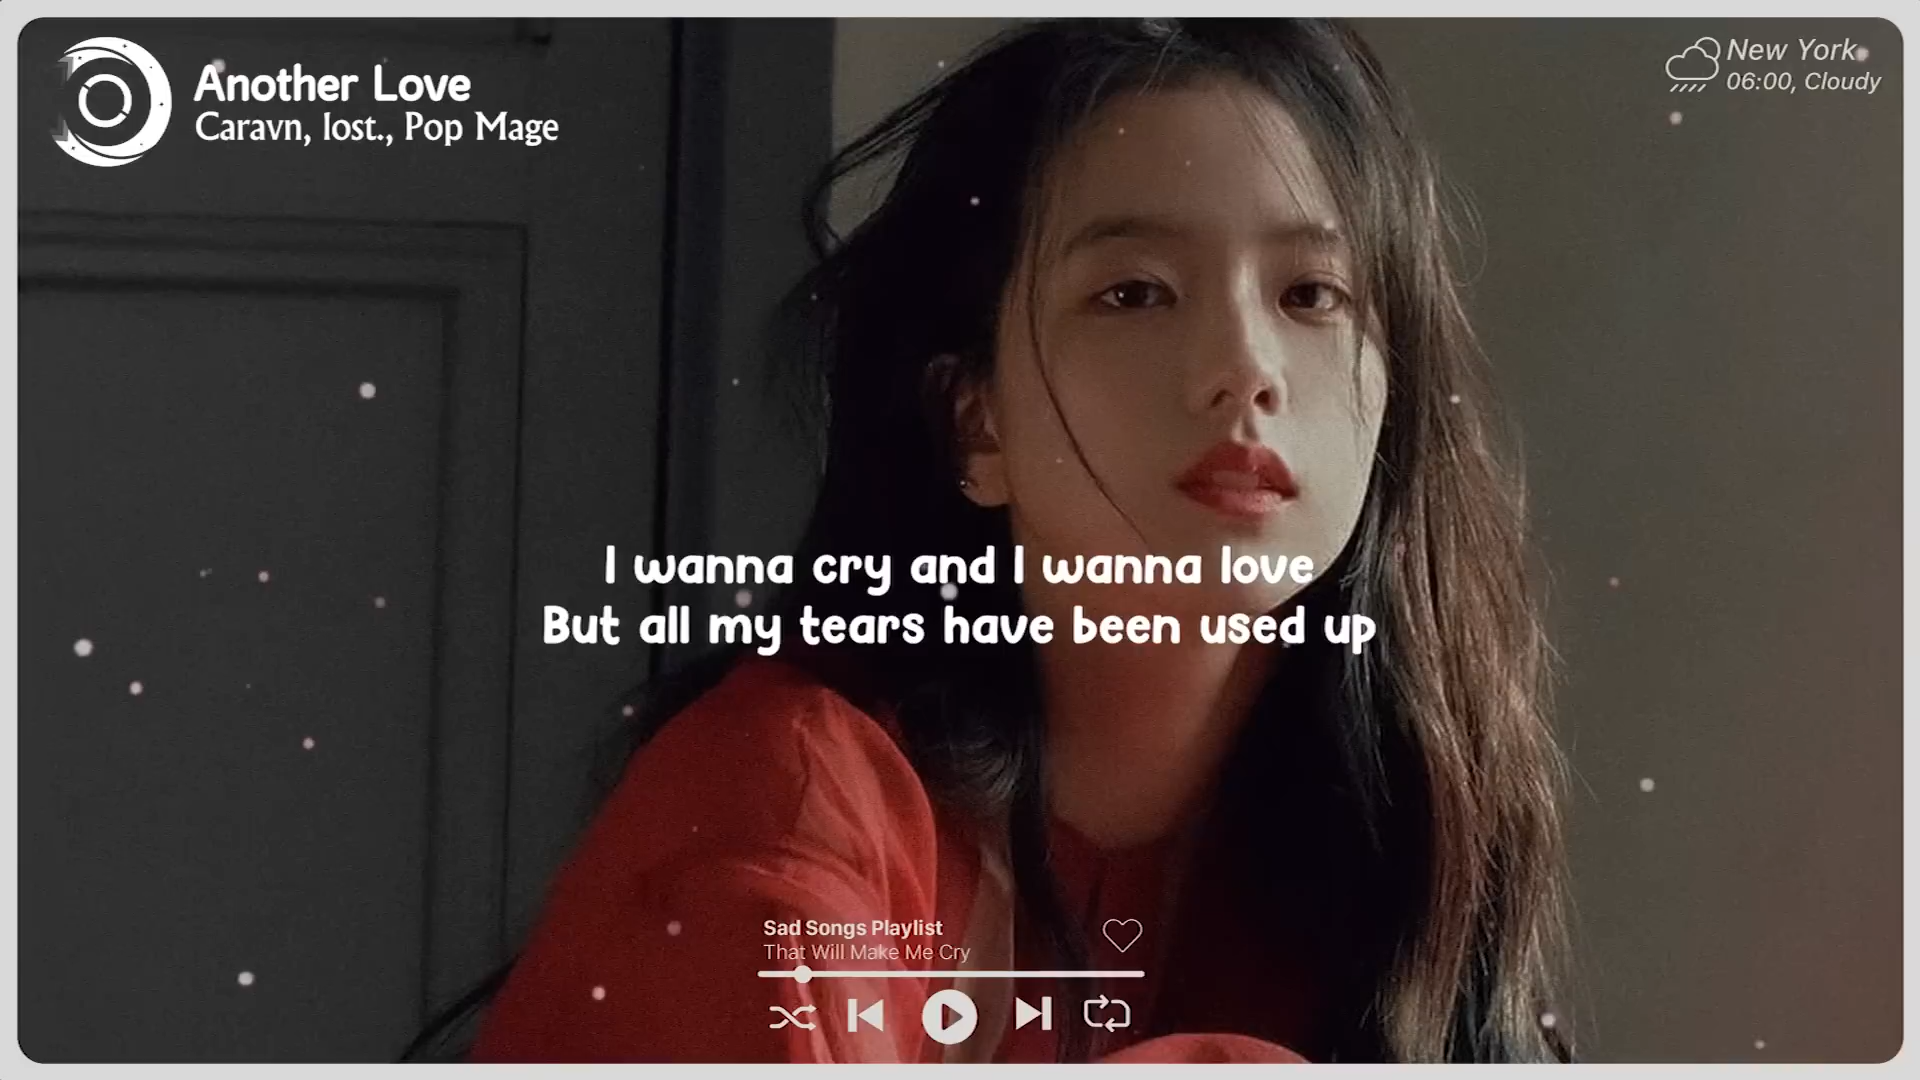 Another Love
Caravn, lost., Pop Mage
New York
06:00, Cloudy
I wanna cry and I wanna love
But all my tears have been used up
Sad Songs Playlist
That Will Make Me Cry